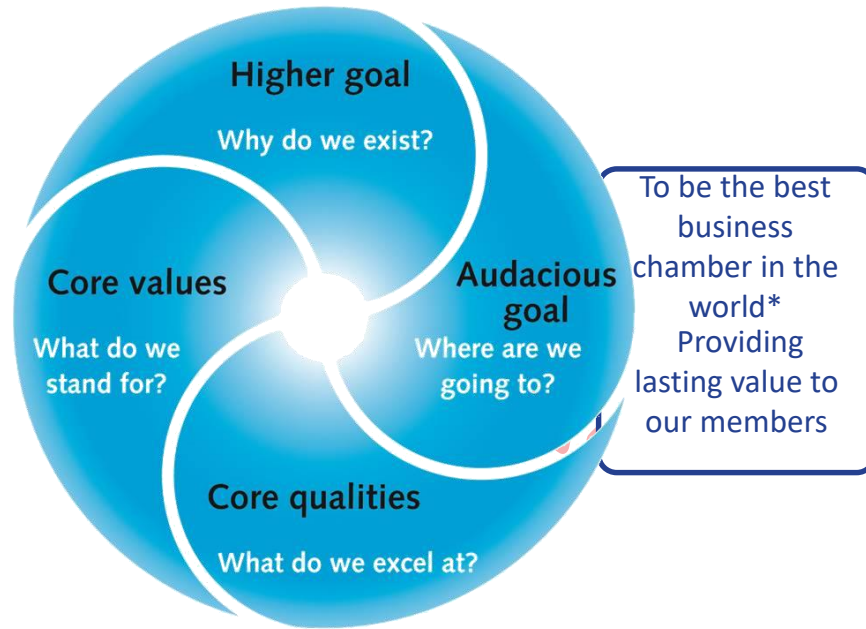 Higher goal
Why do we exist?
Core values
What do we
stand for?
Audacious
goal
Where are we
going to?
Core qualities
What do we excel at?
To be the best
business
chamber in the
world*
Providing
lasting value to
our members